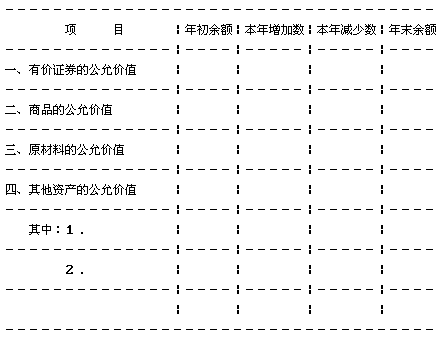 项 目 年初余额 本年增加数 本年减少数 年末余额
一、有价证券的公允价值
二、商品的公允价值
三、原材料的公允价值
四、其他资产的公允价值
其中：１．
２．